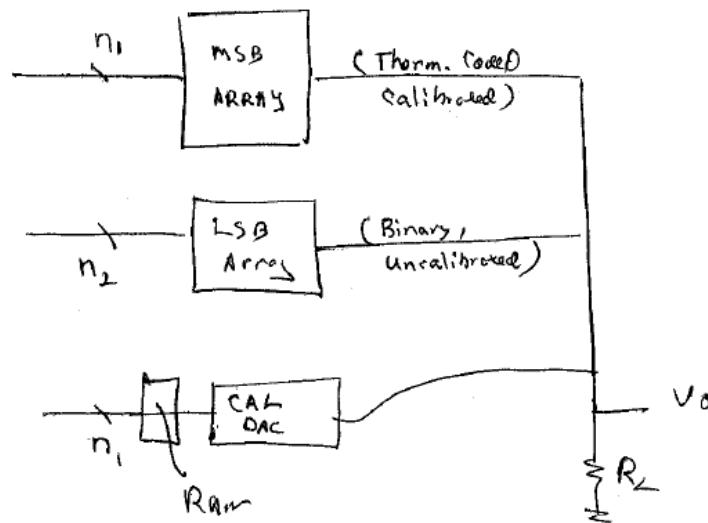 n1
MSB
ARRAY
(Therm. Coded
Calibrated)
n2
LSB
Array
(Binary,
Uncalibrated)
n1
CAL
DAC
Ram
Vo
RL